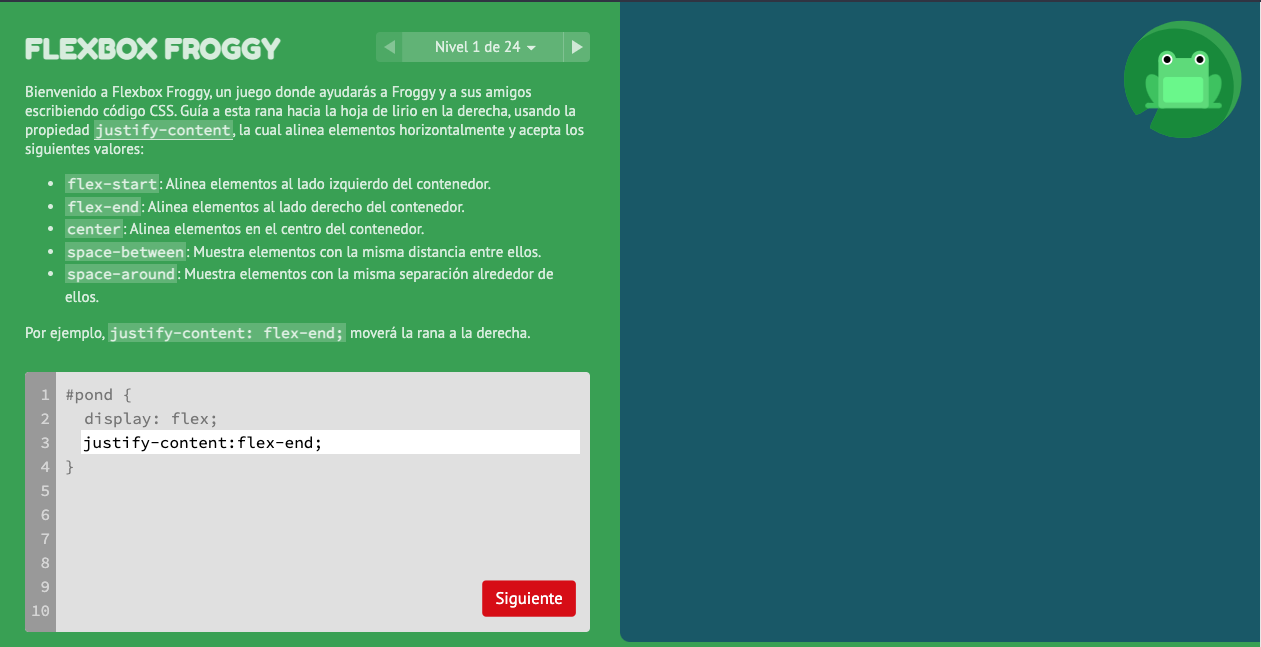 FLEXBOX FROGGY
Nivel 1 de 24
Bienvenido a Flexbox Froggy, un juego donde ayudarás a Froggy y a sus amigos
escribiendo código CSS. Guía a esta rana hacia la hoja de lirio en la derecha, usando la
propiedad justify-content, la cual alinea elementos horizontalmente y acepta los
siguientes valores:
• flex-start: Alinea elementos al lado izquierdo del contenedor.
• flex-end: Alinea elementos al lado derecho del contenedor.
• center: Alinea elementos en el centro del contenedor.
• space-between: Muestra elementos con la misma distancia entre ellos.
• space-around: Muestra elementos con la misma separación alrededor de
ellos.
Por ejemplo, justify-content: flex-end; moverá la rana a la derecha.
1 #pond {
2 display: flex;
3 justify-content:flex-end;
4 }
5
6
7
8
9
10
Siguiente